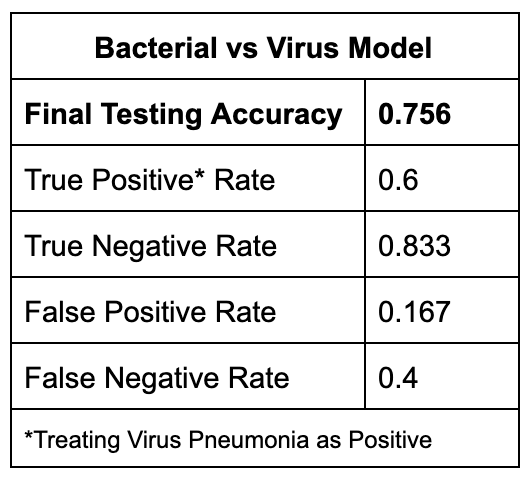 Bacterial vs Virus Model
Final Testing Accuracy 0.756
True Positive* Rate 0.6
True Negative Rate 0.833
False Positive Rate 0.167
False Negative Rate 0.4
*Treating Virus Pneumonia as Positive